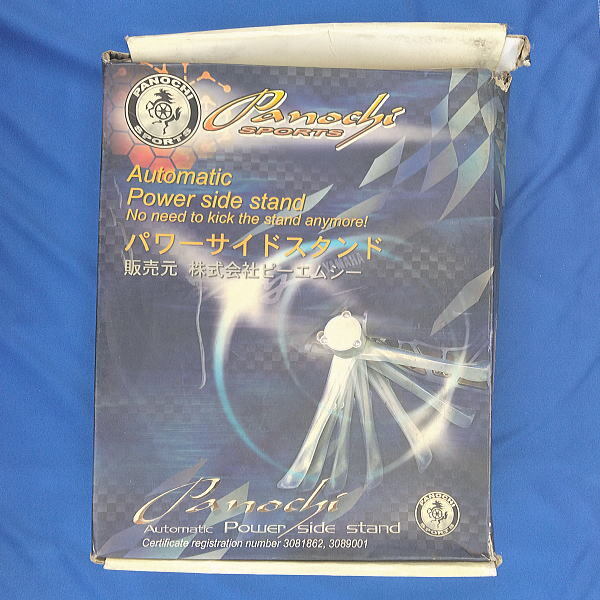 PANOCHI
SPORTS
Panochi
SPORTS
Automatic
Power side stand
No need to kick the stand anymore!
パワーサイドスタンド
販売元 株式会社ピーエムシー
YAMAHA
Panochi
Automatic Power side stand
PANOCHI
SPORTS
Certificate registration number 3081862, 3089001